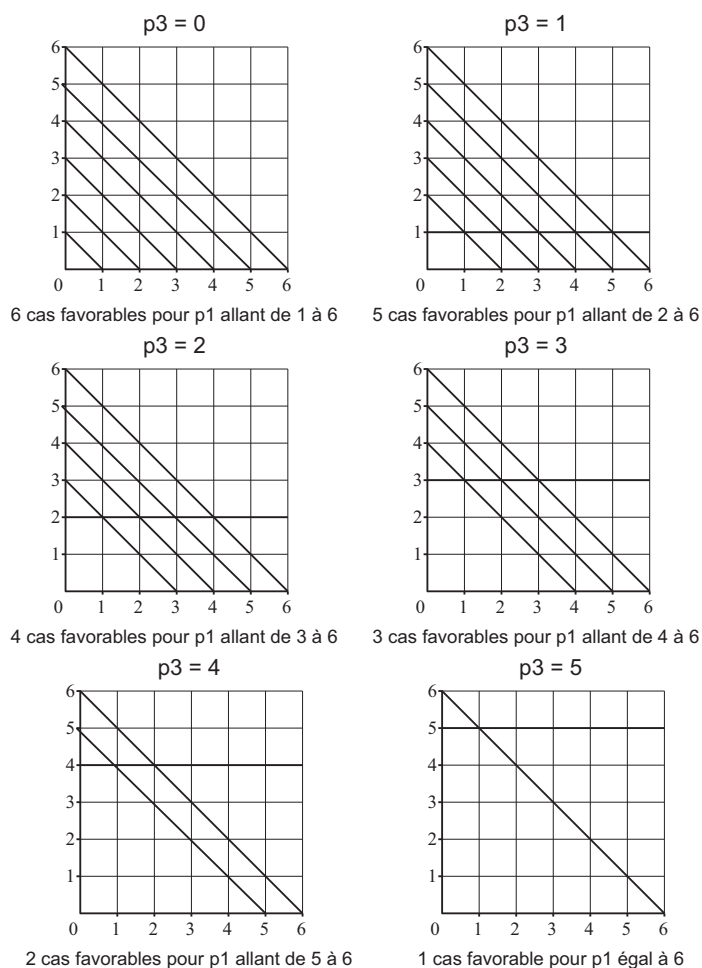 p3 = 0
p3 = 1
6
5
4
3
2
1
0 1 2 3 4 5 6
6
5
4
3
2
1
0 1 2 3 4 5 6
6 cas favorables pour p1 allant de 1 à 6
5 cas favorables pour p1 allant de 2 à 6
p3 = 2
p3 = 3
6
5
4
3
2
1
0 1 2 3 4 5 6
6
5
4
3
2
1
0 1 2 3 4 5 6
4 cas favorables pour p1 allant de 3 à 6
3 cas favorables pour p1 allant de 4 à 6
p3 = 4
p3 = 5
6
5
4
3
2
1
0 1 2 3 4 5 6
6
5
4
3
2
1
0 1 2 3 4 5 6
2 cas favorables pour p1 allant de 5 à 6
1 cas favorable pour p1 égal à 6